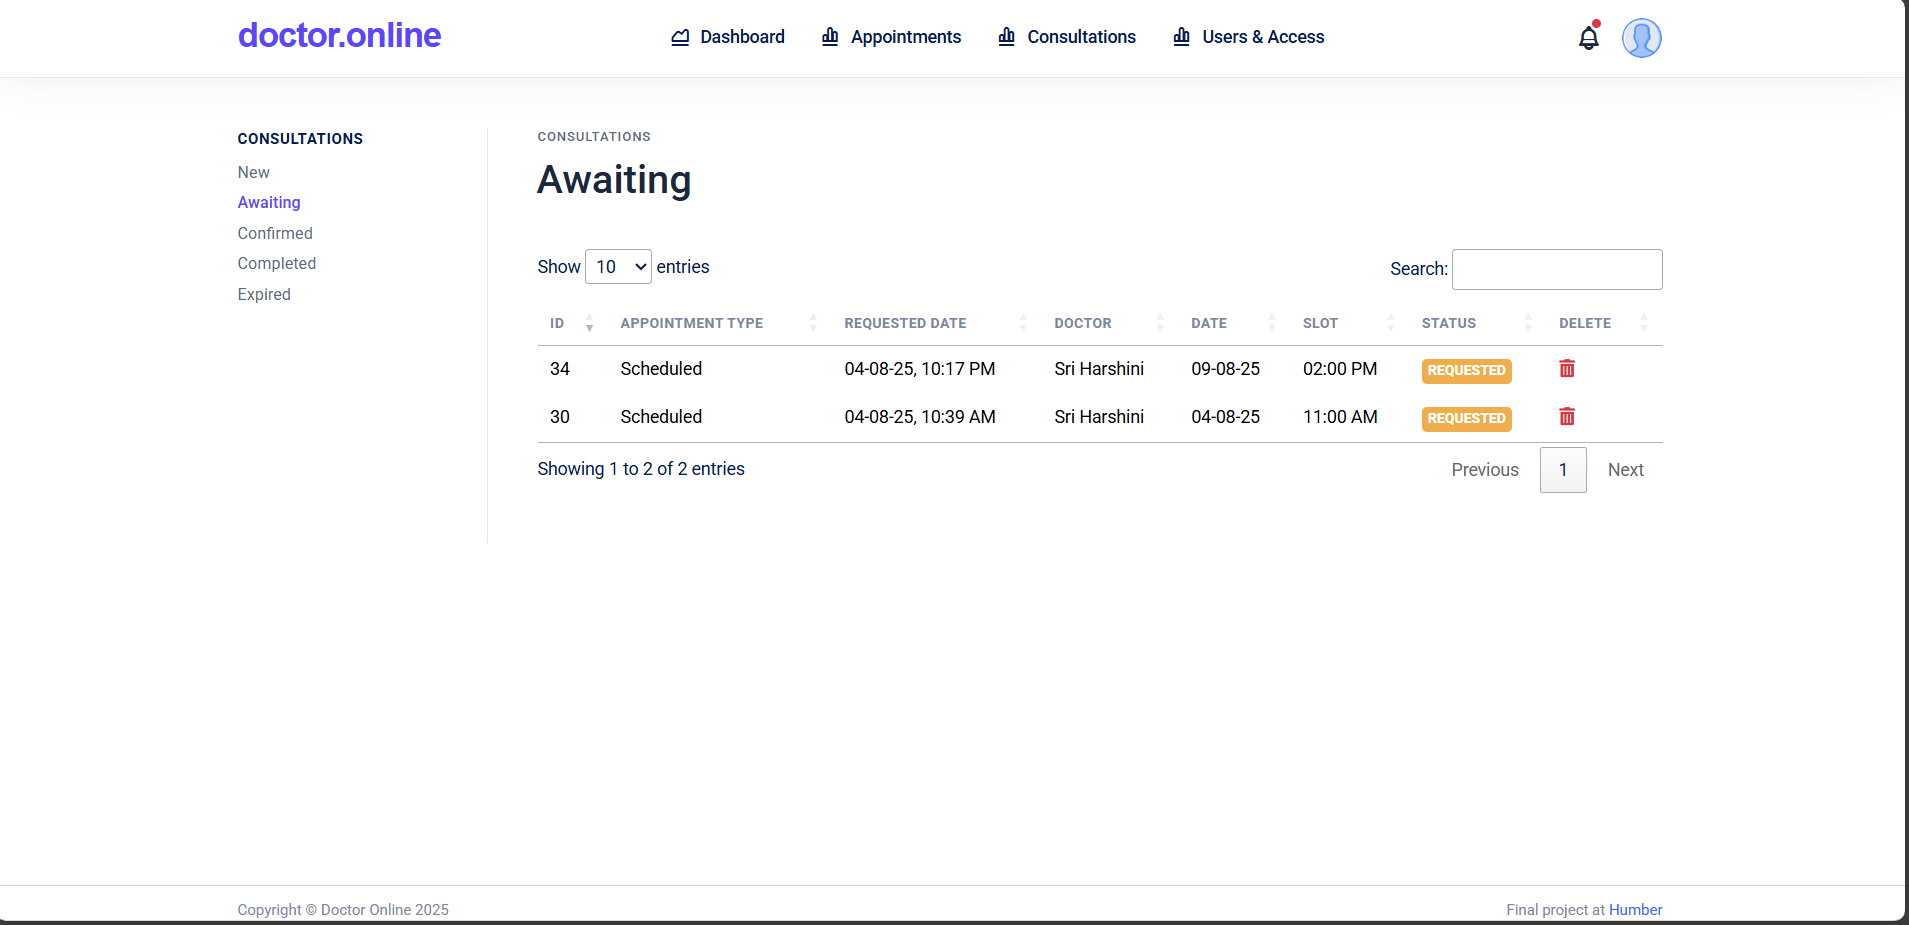 doctor.online Dashboard Appointments Consultations Users & Access
CONSULTATIONS
New
Awaiting
Confirmed
Completed
Expired
CONSULTATIONS
Awaiting
Show 10 entries Search:
ID APPOINTMENT TYPE REQUESTED DATE DOCTOR DATE SLOT STATUS DELETE
34 Scheduled 04-08-25, 10:17 PM Sri Harshini 09-08-25 02:00 PM REQUESTED
30 Scheduled 04-08-25, 10:39 AM Sri Harshini 04-08-25 11:00 AM REQUESTED
Showing 1 to 2 of 2 entries Previous 1 Next
Copyright © Doctor Online 2025 Final project at Humber